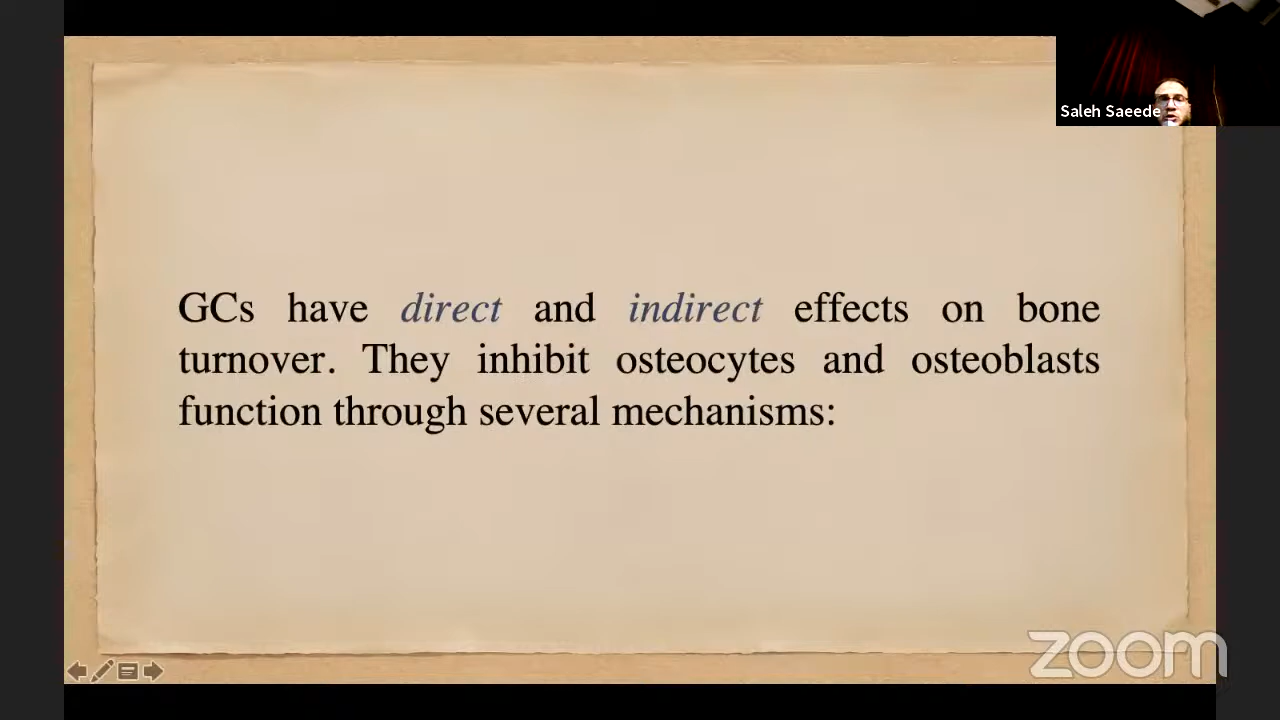 Saleh Saeede
GCs have direct and indirect effects on bone
turnover. They inhibit osteocytes and osteoblasts
function through several mechanisms:
zoom